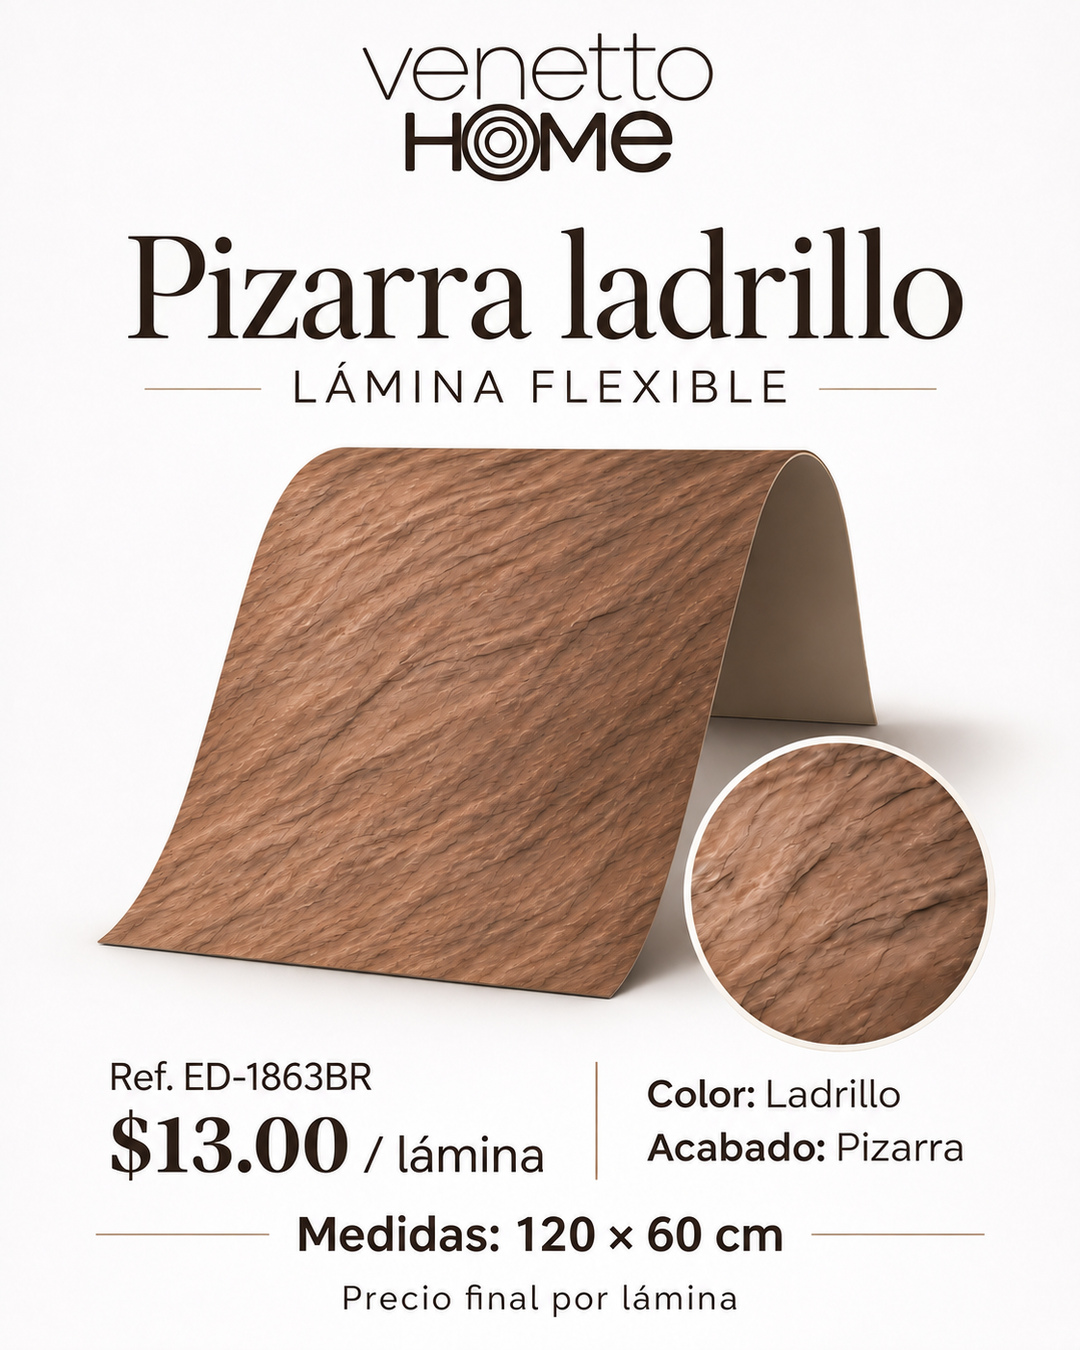 venetto
HOMe
Pizarra ladrillo
LÁMINA FLEXIBLE
Ref. ED-1863BR
$13.00 / lámina
Color: Ladrillo
Acabado: Pizarra
Medidas: 120 × 60 cm
Precio final por lámina